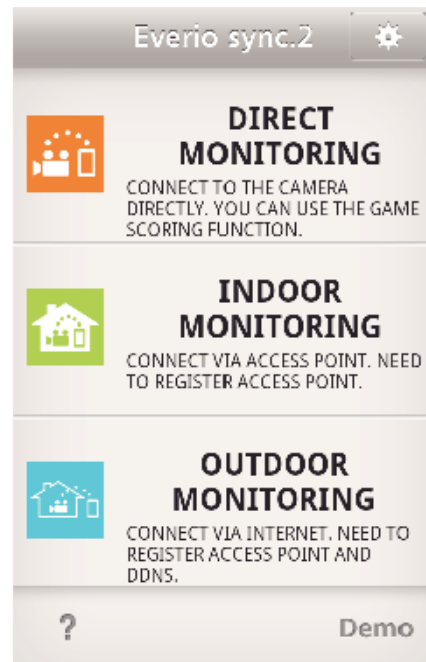 Everio sync.2
DIRECT
MONITORING
CONNECT TO THE CAMERA
DIRECTLY. YOU CAN USE THE GAME
SCORING FUNCTION.
INDOOR
MONITORING
CONNECT VIA ACCESS POINT. NEED
TO REGISTER ACCESS POINT.
OUTDOOR
MONITORING
CONNECT VIA INTERNET. NEED TO
REGISTER ACCESS POINT AND
DDNS.
? Demo